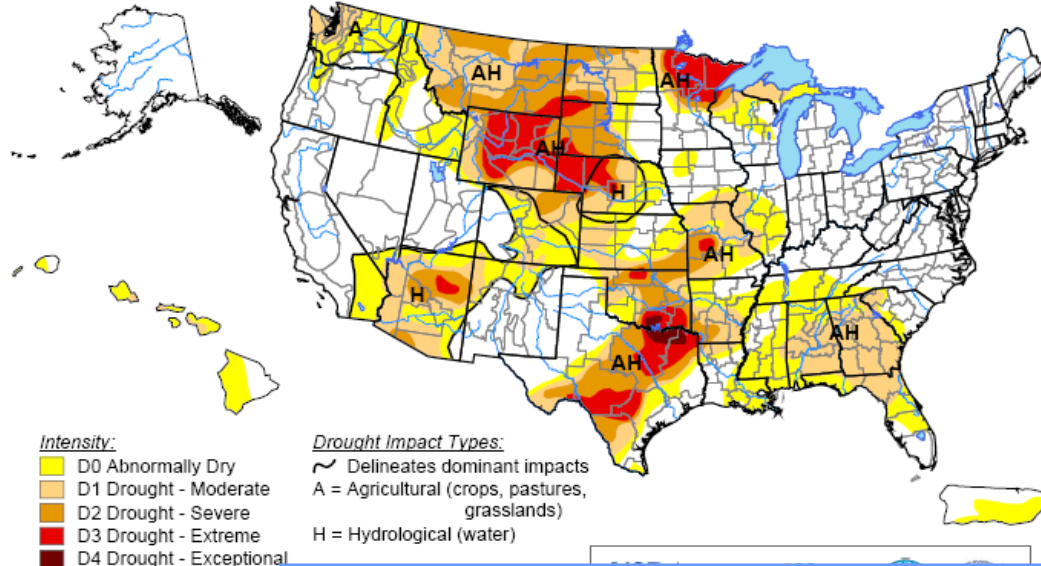 A
AH
AH
AH
H
AH
H
AH
AH
Intensity:
D0 Abnormally Dry
D1 Drought - Moderate
D2 Drought - Severe
D3 Drought - Extreme
D4 Drought - Exceptional
Drought Impact Types:
Delineates dominant impacts
A = Agricultural (crops, pastures,
grasslands)
H = Hydrological (water)